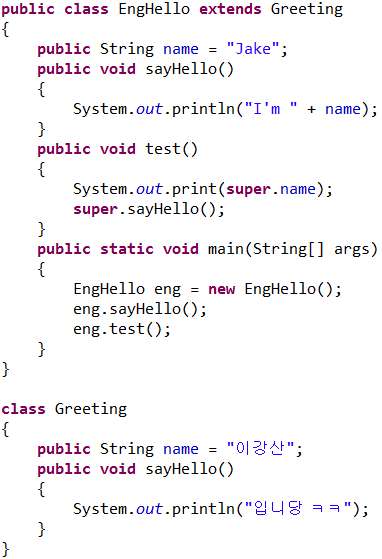 public class EngHello extends Greeting
{
    public String name = "Jake";
    public void sayHello()
    {
        System.out.println("I'm " + name);
    }
    public void test()
    {
        System.out.print(super.name);
        super.sayHello();
    }
    public static void main(String[] args)
    {
        EngHello eng = new EngHello();
        eng.sayHello();
        eng.test();
    }
}

class Greeting
{
    public String name = "이강산";
    public void sayHello()
    {
        System.out.println("입니당 ㅋㅋ");
    }
}